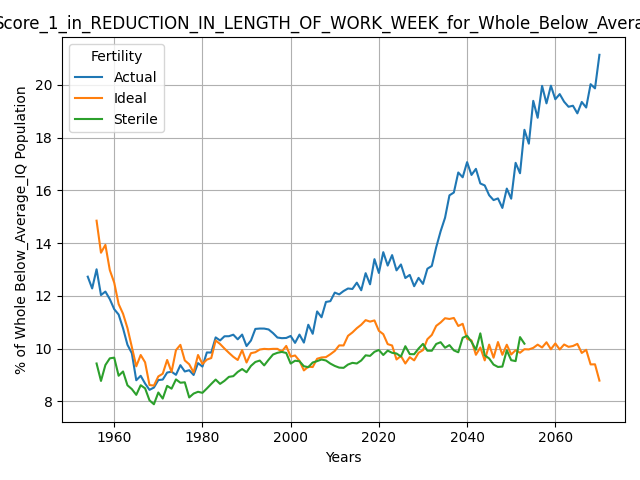 Score_1_in_REDUCTION_IN_LENGTH_OF_WORK_WEEK_for_Whole_Below_Avera
Fertility
Actual
Ideal
Sterile
% of Whole Below_Average_IQ Population
20
18
16
14
12
10
8
1960
1980
2000
2020
2040
2060
Years